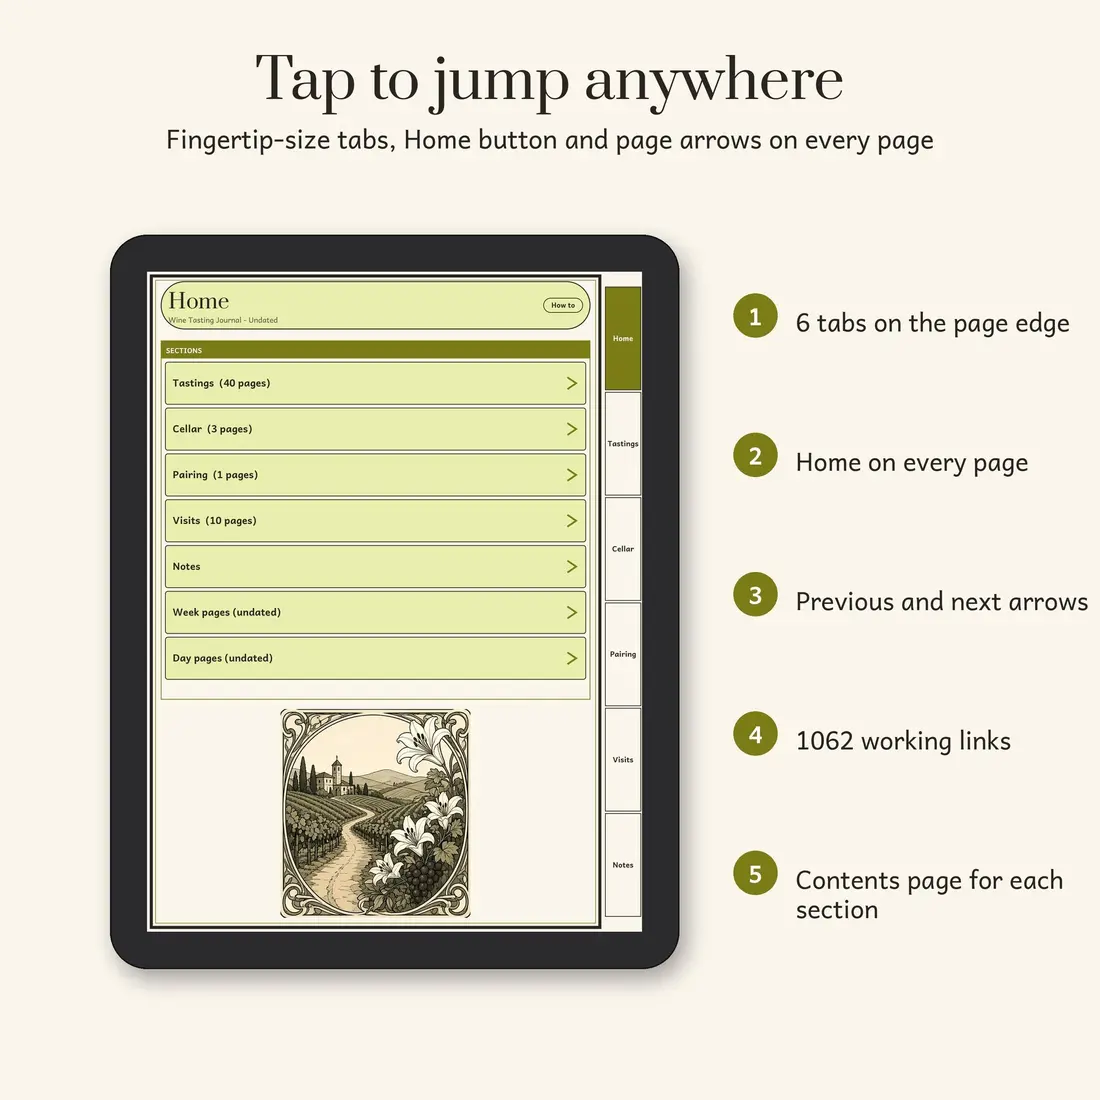 Tap to jump anywhere
Fingertip-size tabs, Home button and page arrows on every page
Home
Wine Tasting Journal - Undated
How to
SECTIONS
Tastings (40 pages)
Cellar (3 pages)
Pairing (1 pages)
Visits (10 pages)
Notes
Week pages (undated)
Day pages (undated)
Home
Tastings
Cellar
Pairing
Visits
Notes
1 6 tabs on the page edge
2 Home on every page
3 Previous and next arrows
4 1062 working links
5 Contents page for each
section